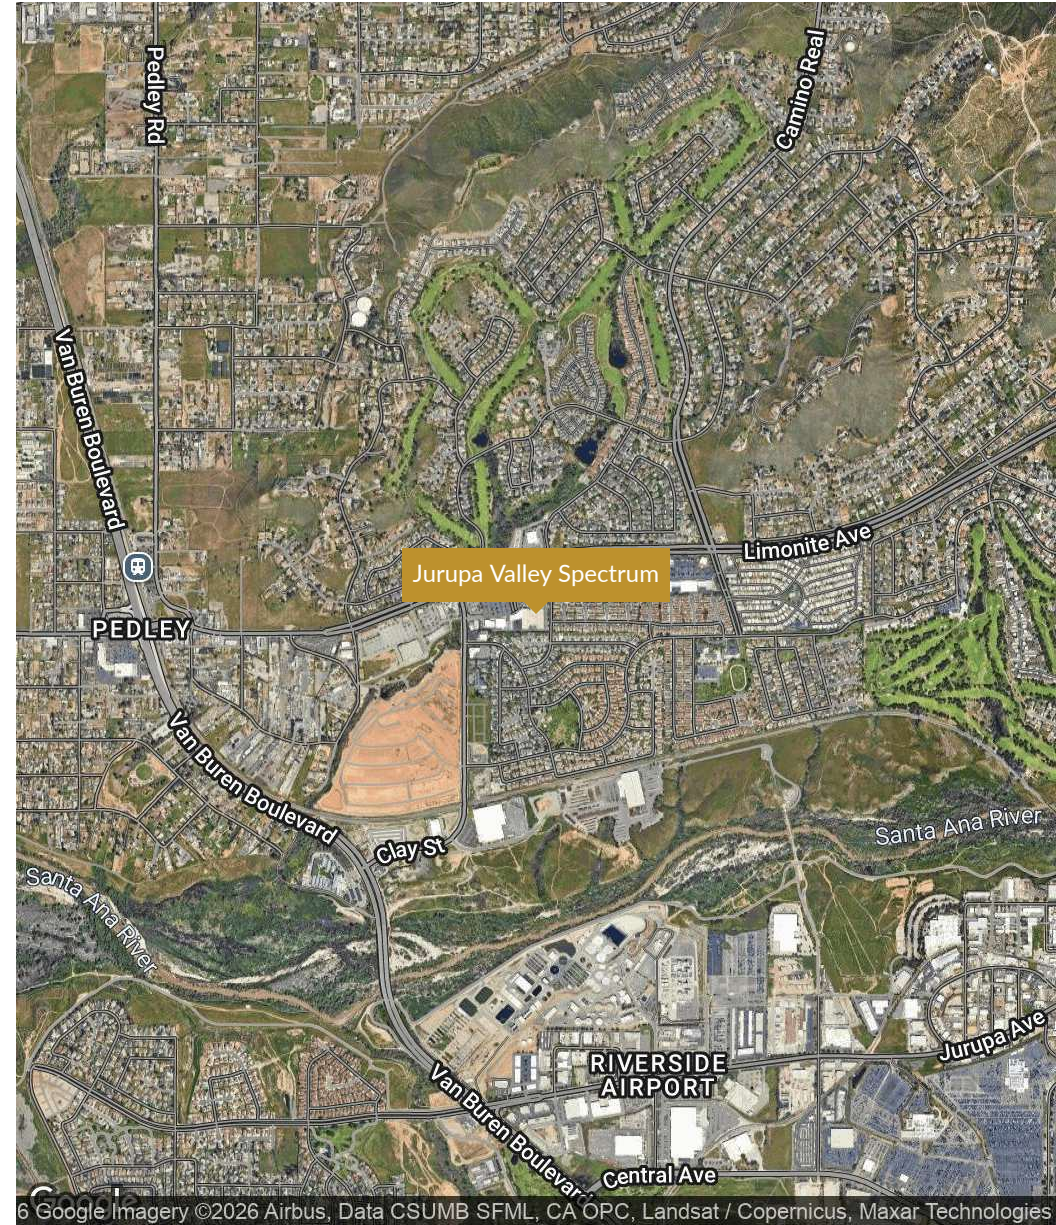 Pedley Rd
Camino Real
Van Buren Boulevard
Limonite Ave
Jurupa Valley Spectrum
PEDLEY
Van Buren Boulevard
Santa Ana River
Clay St
Santa Ana River
Jurupa Ave
RIVERSIDE
AIRPORT
Van Buren Boulevard
Central Ave
Google
6 Google Imagery ©2026 Airbus, Data CSUMB SFML, CA OPC, Landsat / Copernicus, Maxar Technologies